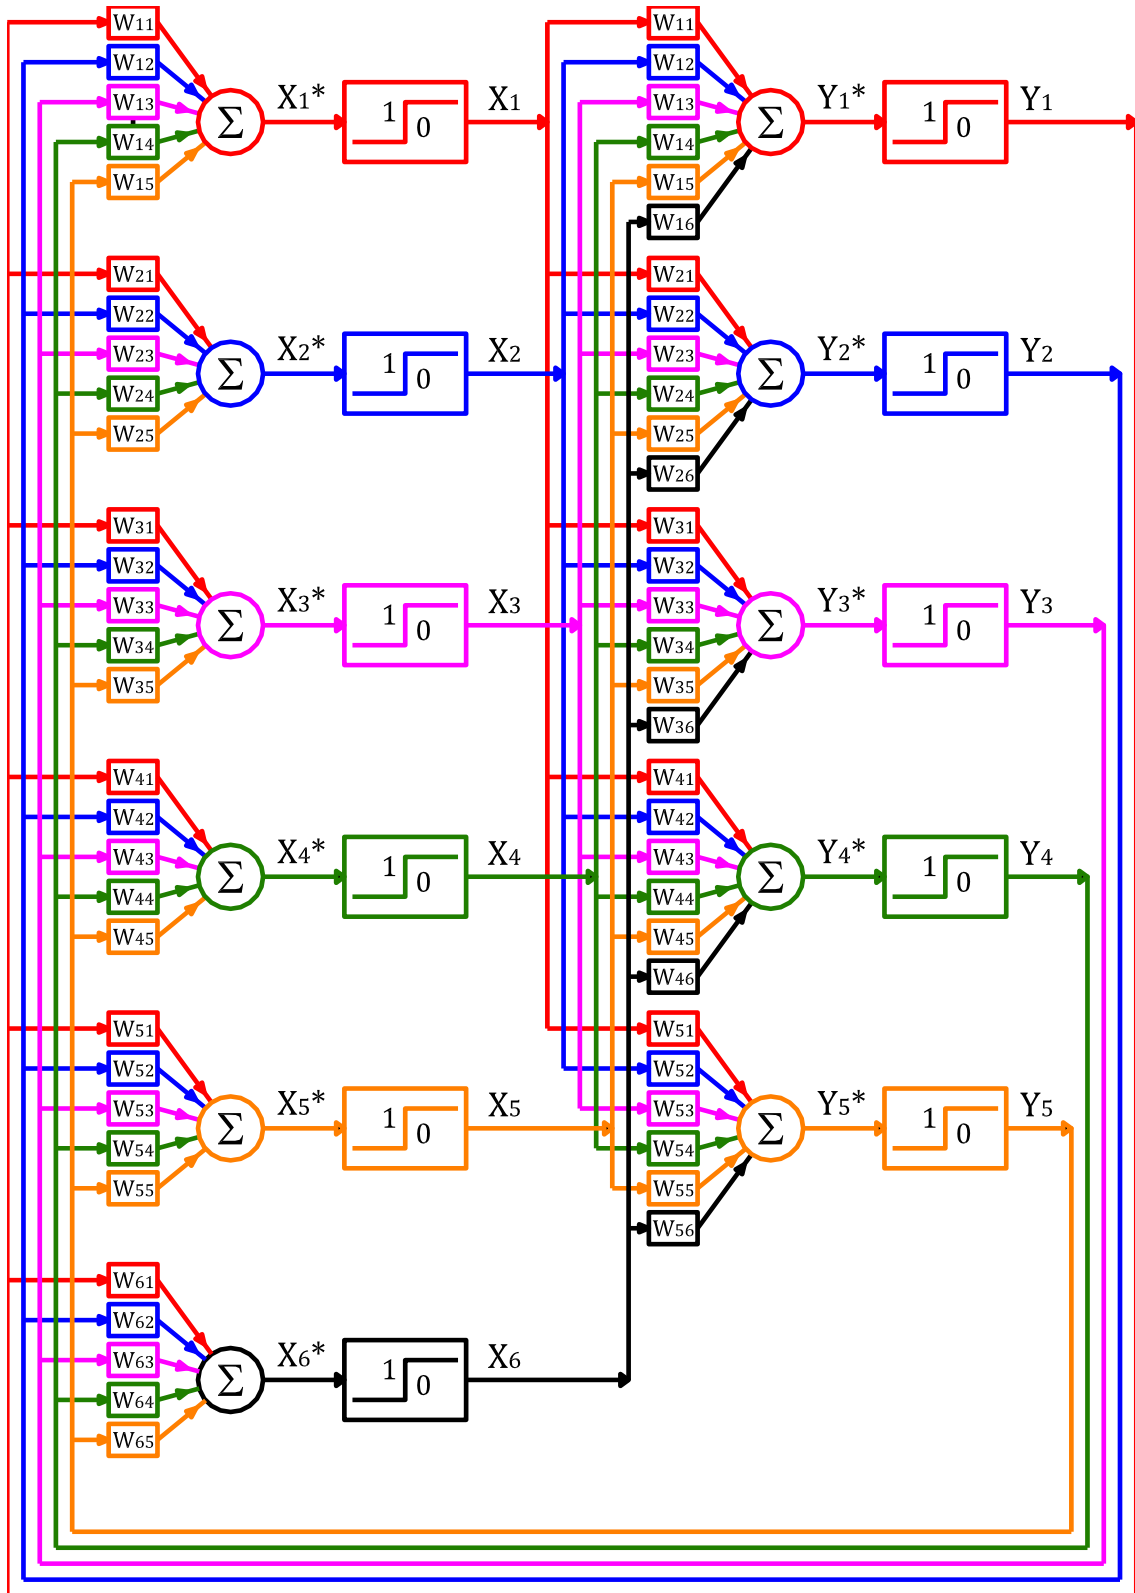 W11 W11
W12 W12
W13 Σ X1* 1 0 X1 W13 Σ Y1* 1 0 Y1
W14 W14
W15 W15
W16
W21 W21
W22 W22
W23 Σ X2* 1 0 X2 W23 Σ Y2* 1 0 Y2
W24 W24
W25 W25
W26
W31 W31
W32 W32
W33 Σ X3* 1 0 X3 W33 Σ Y3* 1 0 Y3
W34 W34
W35 W35
W36
W41 W41
W42 W42
W43 Σ X4* 1 0 X4 W43 Σ Y4* 1 0 Y4
W44 W44
W45 W45
W46
W51 W51
W52 W52
W53 Σ X5* 1 0 X5 W53 Σ Y5* 1 0 Y5
W54 W54
W55 W55
W56
W61
W62
W63 Σ X6* 1 0 X6
W64
W65